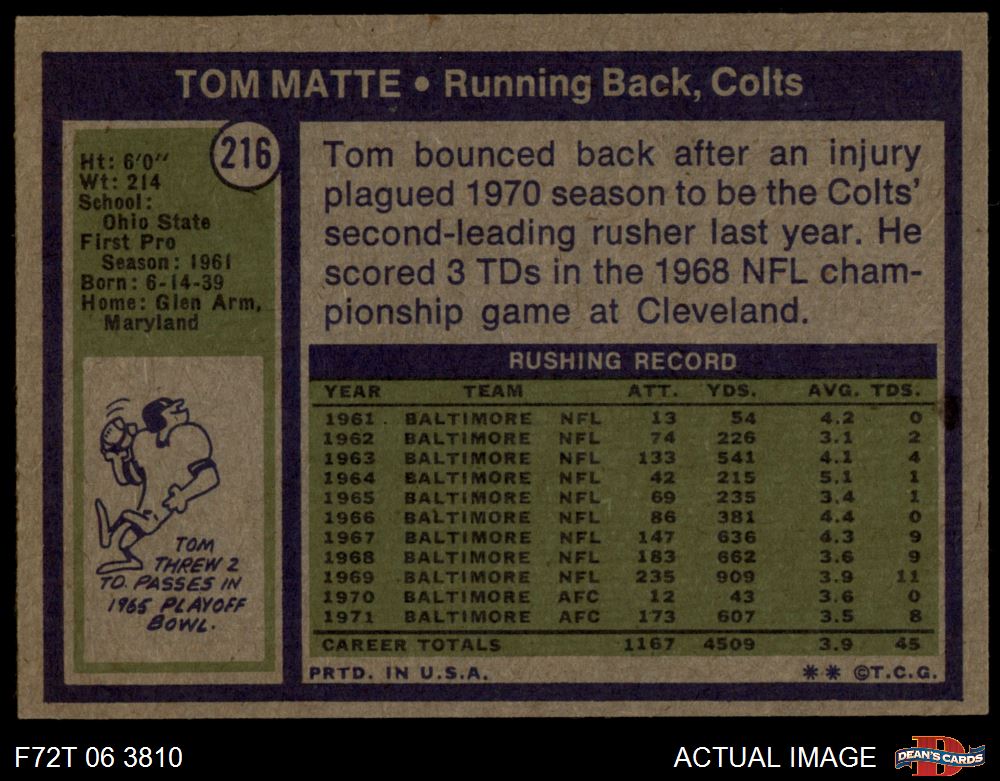 TOM MATTE • Running Back, Colts
216
Ht: 6'0"
Wt: 214
School:
Ohio State
First Pro
Season: 1961
Born: 6-14-39
Home: Glen Arm,
Maryland
TOM
THREW 2
TD. PASSES IN
1965 PLAYOFF
BOWL.
Tom bounced back after an injury
plagued 1970 season to be the Colts'
second-leading rusher last year. He
scored 3 TDs in the 1968 NFL cham-
pionship game at Cleveland.
RUSHING RECORD
YEAR TEAM ATT. YDS. AVG. TDS.
1961 BALTIMORE NFL 13 54 4.2 0
1962 BALTIMORE NFL 74 226 3.1 2
1963 BALTIMORE NFL 133 541 4.1 4
1964 BALTIMORE NFL 42 215 5.1 1
1965 BALTIMORE NFL 69 235 3.4 1
1966 BALTIMORE NFL 86 381 4.4 0
1967 BALTIMORE NFL 147 636 4.3 9
1968 BALTIMORE NFL 183 662 3.6 9
1969 BALTIMORE NFL 235 909 3.9 11
1970 BALTIMORE AFC 12 43 3.6 0
1971 BALTIMORE AFC 173 607 3.5 8
CAREER TOTALS 1167 4509 3.9 45
PRTD. IN U.S.A. ** ©T.C.G.
F72T 06 3810 ACTUAL IMAGE D DEAN'S CARDS